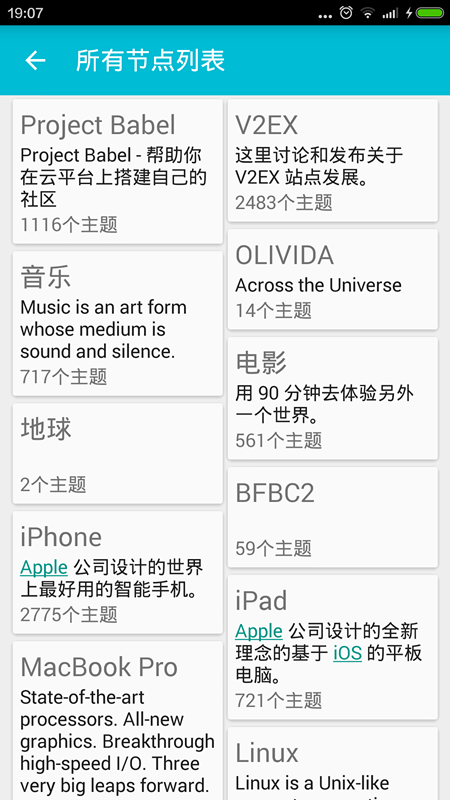 19:07
所有节点列表
Project Babel
Project Babel - 帮助你
在云平台上搭建自己的
社区
1116个主题
音乐
Music is an art form
whose medium is
sound and silence.
717个主题
地球
2个主题
iPhone
Apple 公司设计的世界
上最好用的智能手机。
2775个主题
MacBook Pro
State-of-the-art
processors. All-new
graphics. Breakthrough
high-speed I/O. Three
very big leaps forward.
V2EX
这里讨论和发布关于
V2EX 站点发展。
2483个主题
OLIVIDA
Across the Universe
14个主题
电影
用 90 分钟去体验另外
一个世界。
561个主题
BFBC2
59个主题
iPad
Apple 公司设计的全新
理念的基于 iOS 的平板
电脑。
721个主题
Linux
Linux is a Unix-like